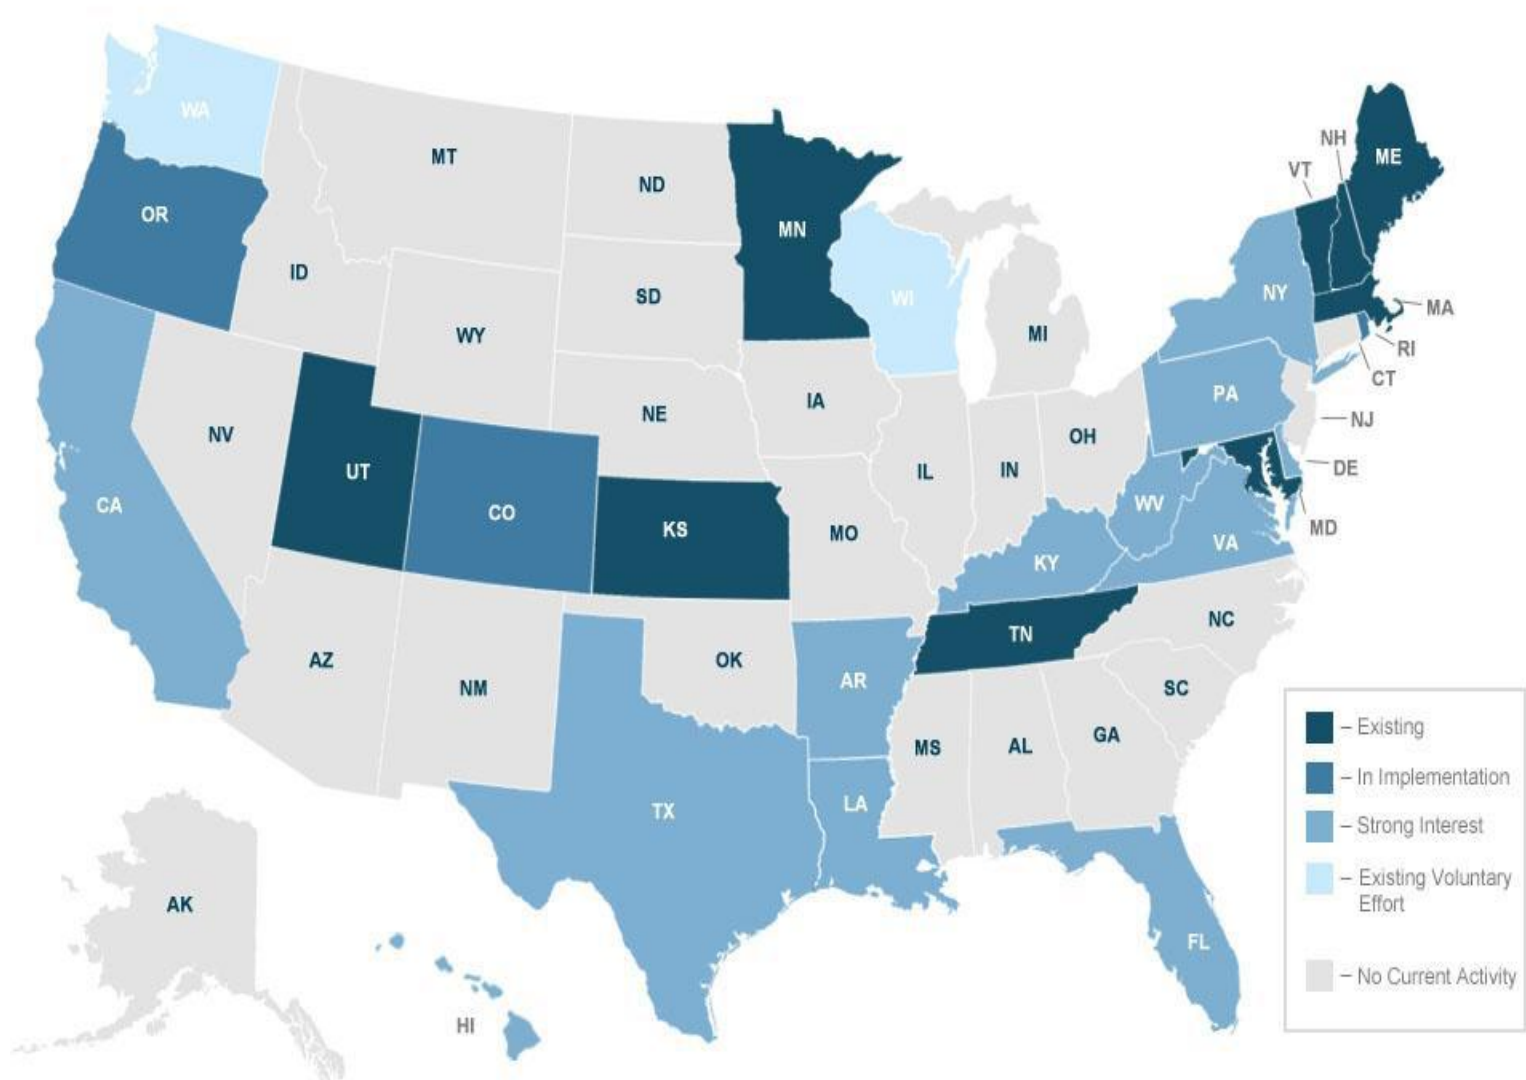 WA
MT
ND
MN
OR
ID
SD
WI
MI
WY
NH
VT
ME
NY
MA
RI
CT
PA
NJ
DE
MD
IA
NE
NV
UT
CO
KS
CA
IL
IN
OH
WV
VA
KY
MO
NC
TN
SC
AZ
NM
OK
AR
MS
AL
GA
LA
TX
FL
AK
HI
– Existing
– In Implementation
– Strong Interest
– Existing Voluntary
Effort
– No Current Activity